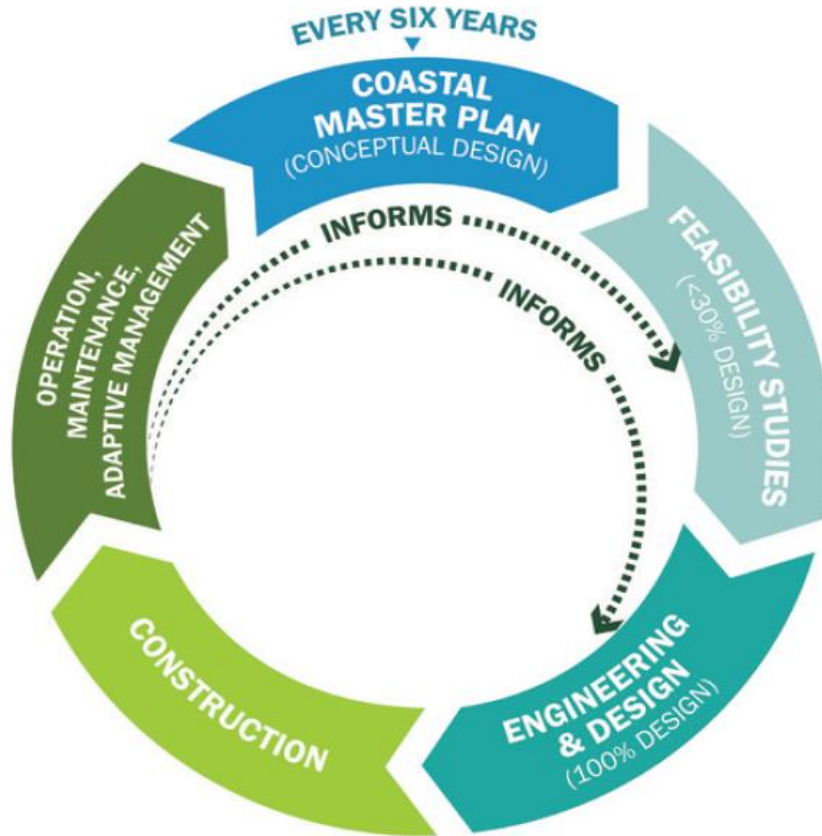 EVERY SIX YEARS
COASTAL
MASTER PLAN
(CONCEPTUAL DESIGN)
INFORMS
INFORMS
FEASIBILITY STUDIES
(<30% DESIGN)
ENGINEERING
& DESIGN
(100% DESIGN)
CONSTRUCTION
OPERATION,
MAINTENANCE,
ADAPTIVE MANAGEMENT